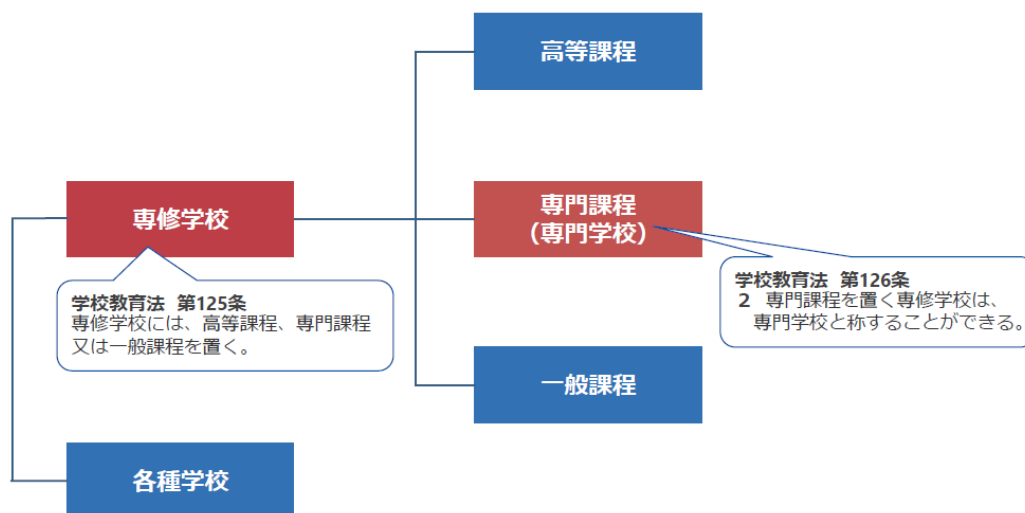 高等課程
専修学校
専門課程
(専門学校)
学校教育法 第125条
専修学校には、高等課程、専門課程
又は一般課程を置く。
学校教育法 第126条
2 専門課程を置く専修学校は、
専門学校と称することができる。
一般課程
各種学校